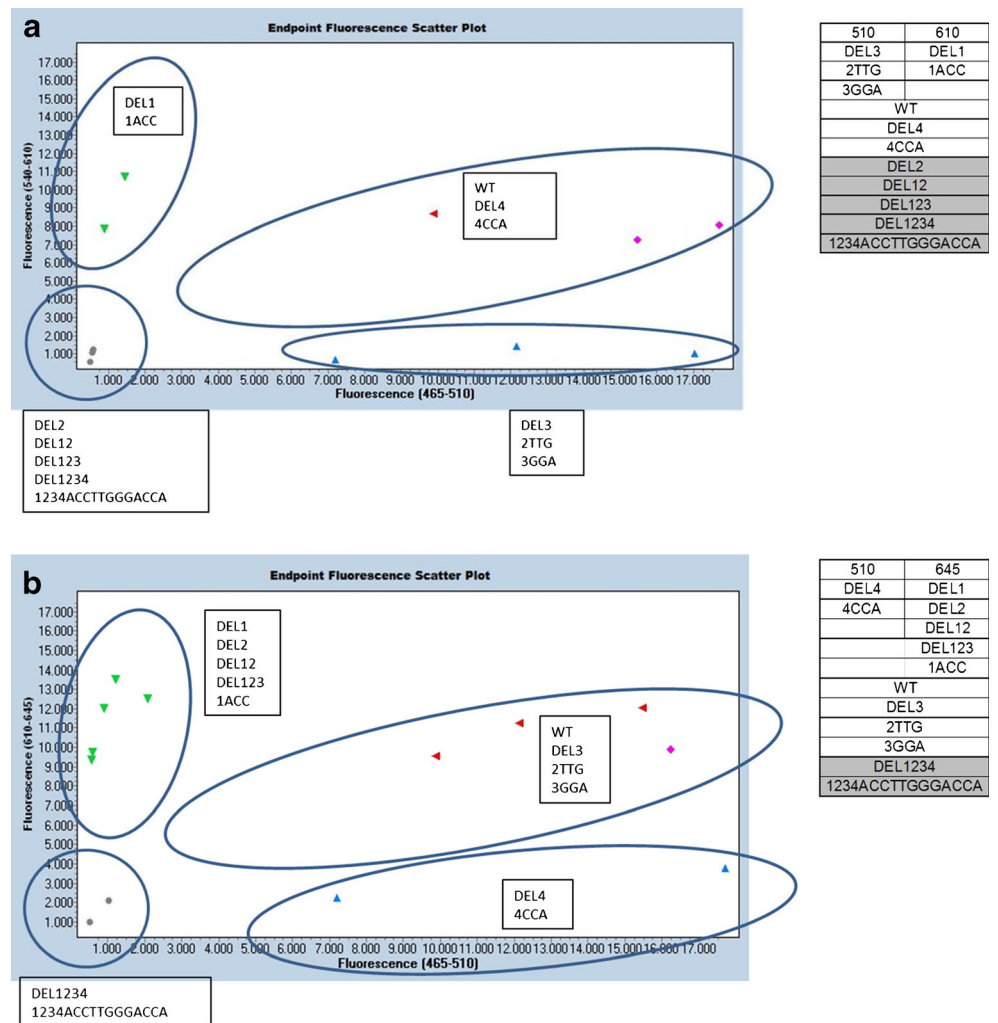 a
Endpoint Fluorescence Scatter Plot
Fluorescence (540-610)
17.000
16.000
15.000
14.000
13.000
12.000
11.000
10.000
9.000
8.000
7.000
6.000
5.000
4.000
3.000
2.000
1.000
DEL1
1ACC
WT
DEL4
4CCA
1.000 2.000 3.000 4.000 5.000 6.000 7.000 8.000 9.000 10.000 11.000 12.000 13.000 14.000 15.000 16.000 17.000
Fluorescence (465-510)
DEL2
DEL12
DEL123
DEL1234
1234ACCTTGGGACCA
DEL3
2TTG
3GGA
510 610
DEL3 DEL1
2TTG 1ACC
3GGA
WT
DEL4
4CCA
DEL2
DEL12
DEL123
DEL1234
1234ACCTTGGGACCA
b
Endpoint Fluorescence Scatter Plot
Fluorescence (610-645)
17.000
16.000
15.000
14.000
13.000
12.000
11.000
10.000
9.000
8.000
7.000
6.000
5.000
4.000
3.000
2.000
1.000
DEL1
DEL2
DEL12
DEL123
1ACC
WT
DEL3
2TTG
3GGA
DEL4
4CCA
1.000 2.000 3.000 4.000 5.000 6.000 7.000 8.000 9.000 10.000 11.000 12.000 13.000 14.000 15.000 16.000 17.000
Fluorescence (465-510)
DEL1234
1234ACCTTGGGACCA
510 645
DEL4 DEL1
4CCA DEL2
DEL12
DEL123
1ACC
WT
DEL3
2TTG
3GGA
DEL1234
1234ACCTTGGGACCA